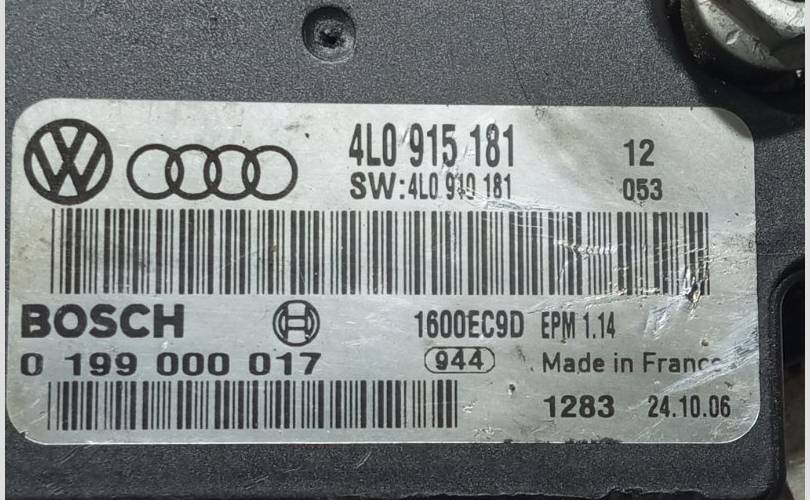 4L0 915 181 12
SW:4L0 910 181 053
BOSCH 1600EC9D EPM 1.14
0 199 000 017 944 Made in France
1283 24.10.06